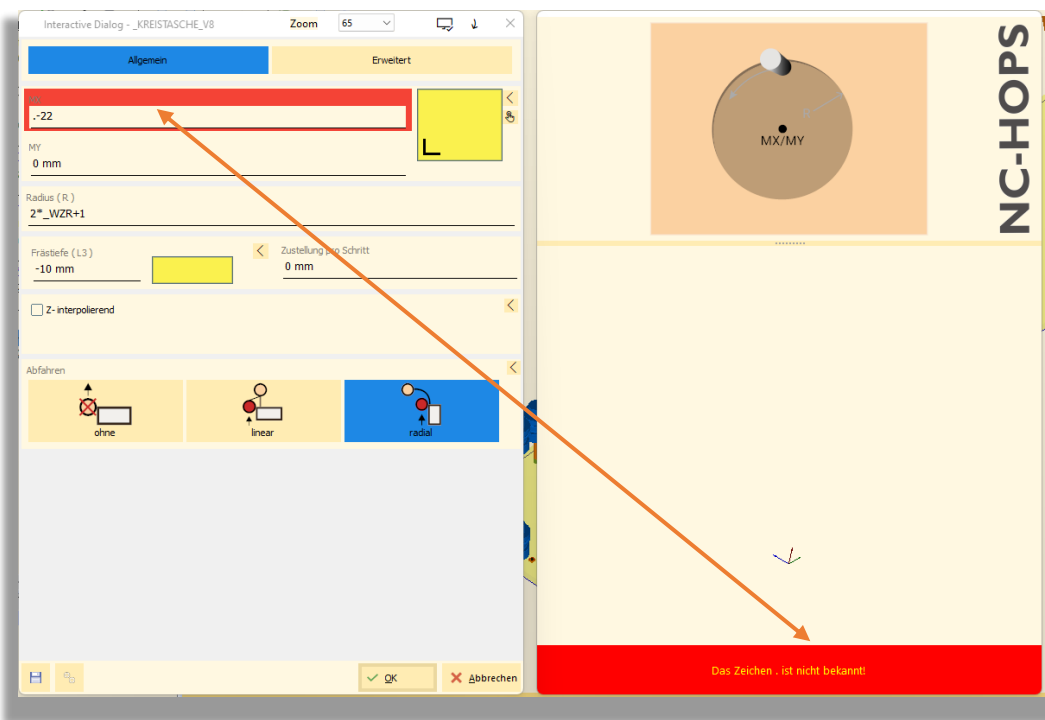 Interactive Dialog - _KREISTASCHE_V8
Zoom
65
Allgemein
Erweitert
.-22
MY
0 mm
Radius ( R )
2*_WZR+1
Frästiefe ( L3 )
-10 mm
Zustellung pro Schritt
0 mm
Z- interpolierend
Abfahren
ohne
linear
radial
OK
Abbrechen
R
MX/MY
NC-HOPS
Das Zeichen . ist nicht bekannt!